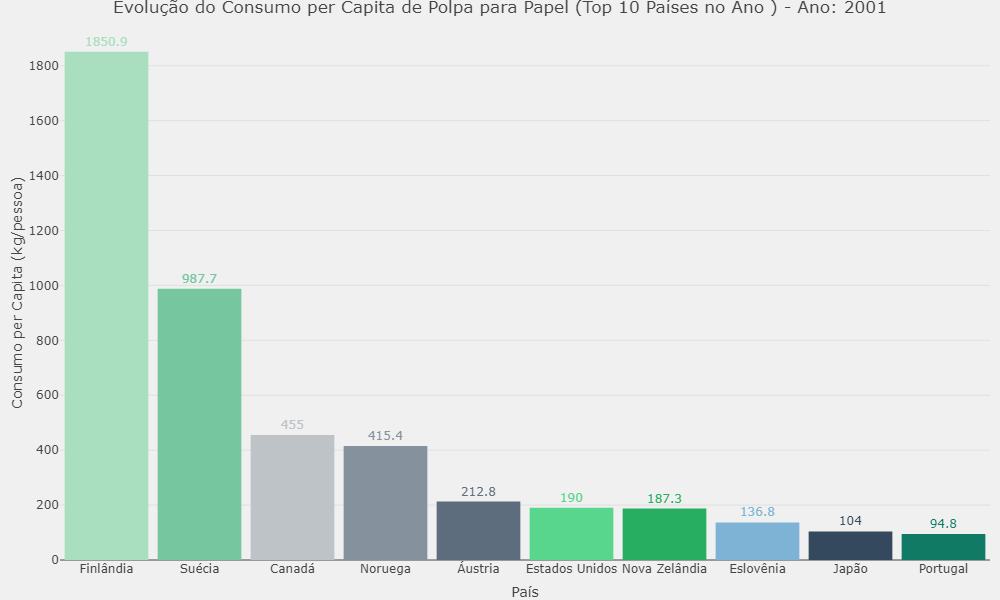 Evolução do Consumo per Capita de Polpa para Papel (Top 10 Países no Ano ) - Ano: 2001
Consumo per Capita (kg/pessoa)
1800
1600
1400
1200
1000
800
600
400
200
0
1850.9
987.7
455
415.4
212.8
190
187.3
136.8
104
94.8
Finlândia
Suécia
Canadá
Noruega
Áustria
Estados Unidos
Nova Zelândia
Eslovênia
Japão
Portugal
País